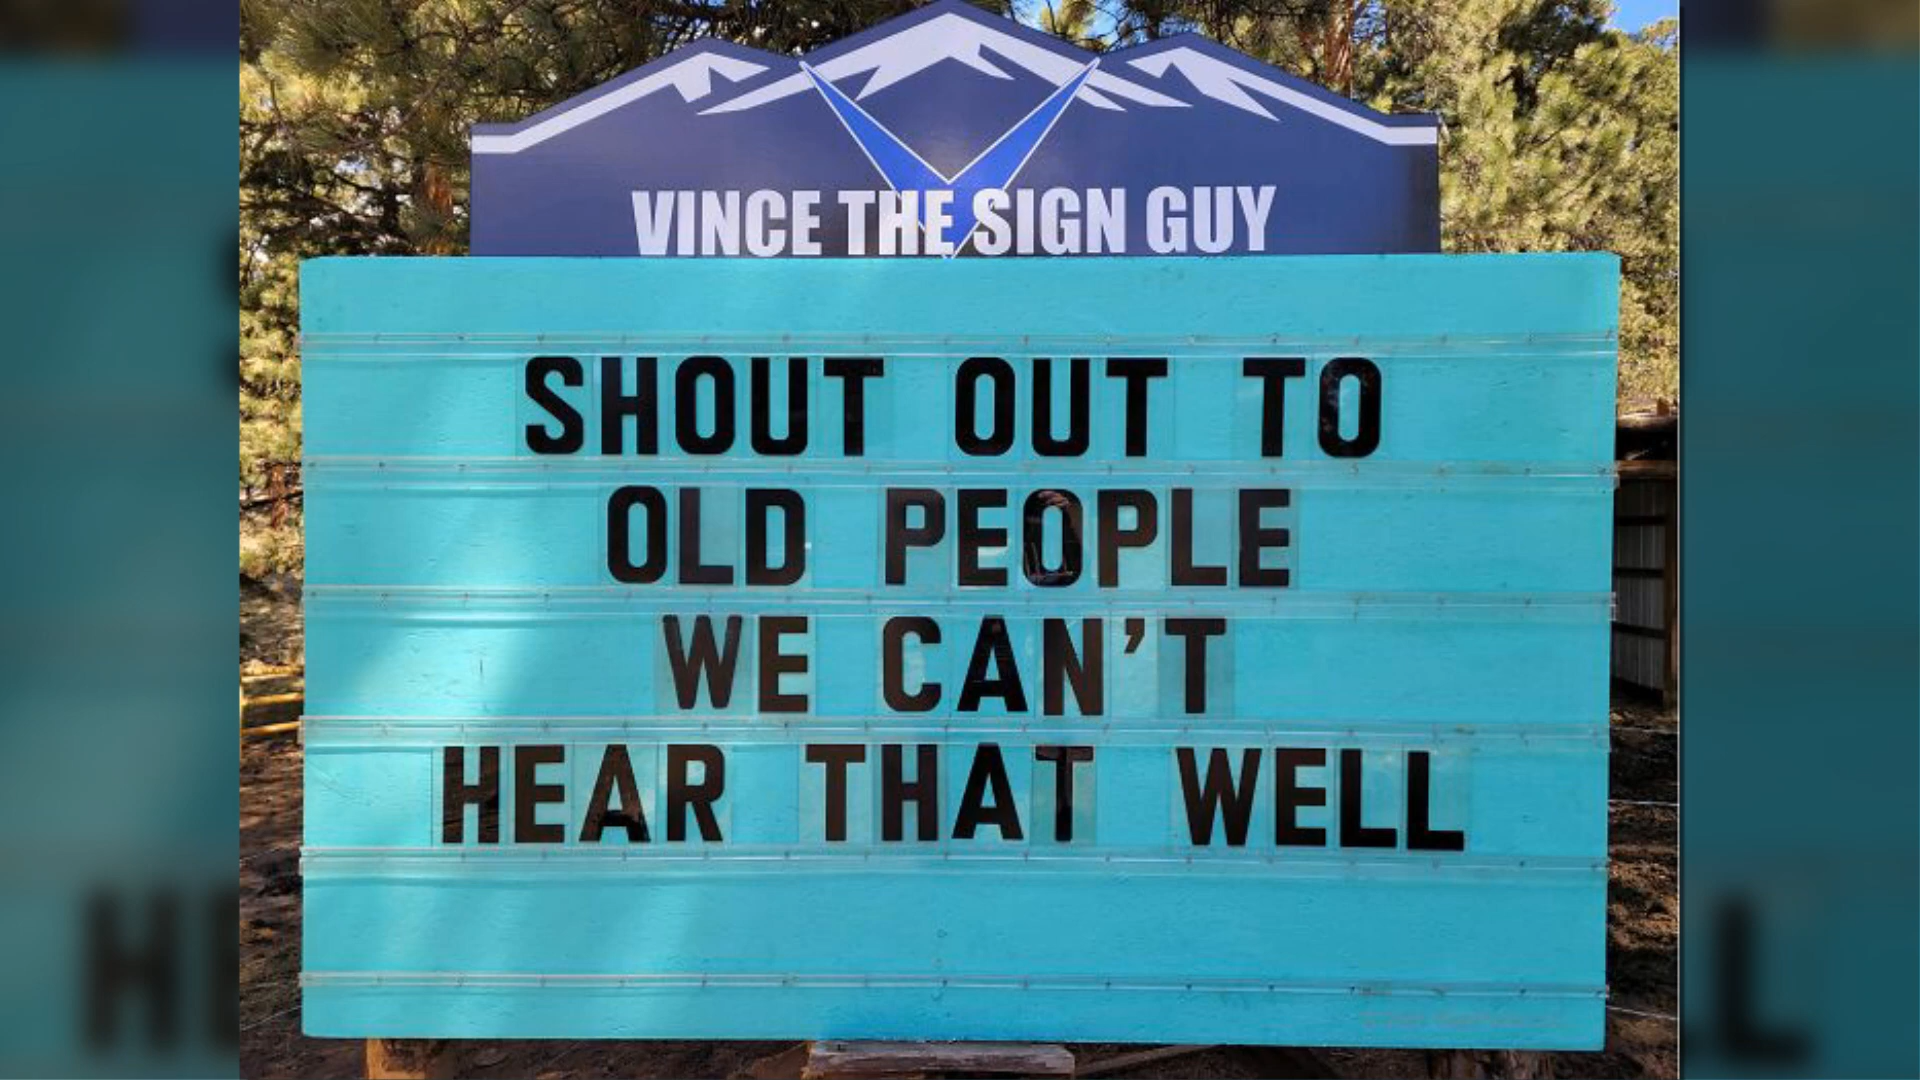 VINCE THE SIGN GUY
SHOUT OUT TO
OLD PEOPLE
WE CAN'T
HEAR THAT WELL